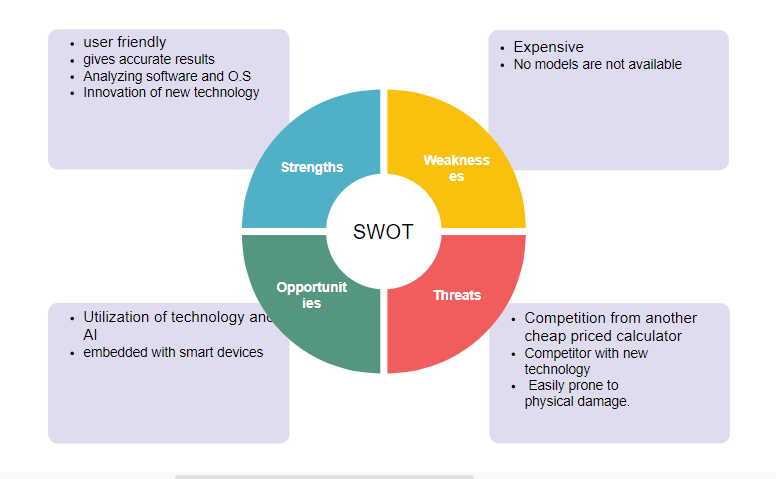 • user friendly
• gives accurate results
• Analyzing software and O.S
• Innovation of new technology
• Expensive
• No models are not available
Strengths
Weakness
es
SWOT
Opportunit
ies
Threats
• Utilization of technology and
AI
• embedded with smart devices
• Competition from another
cheap priced calculator
• Competitor with new
technology
• Easily prone to
physical damage.